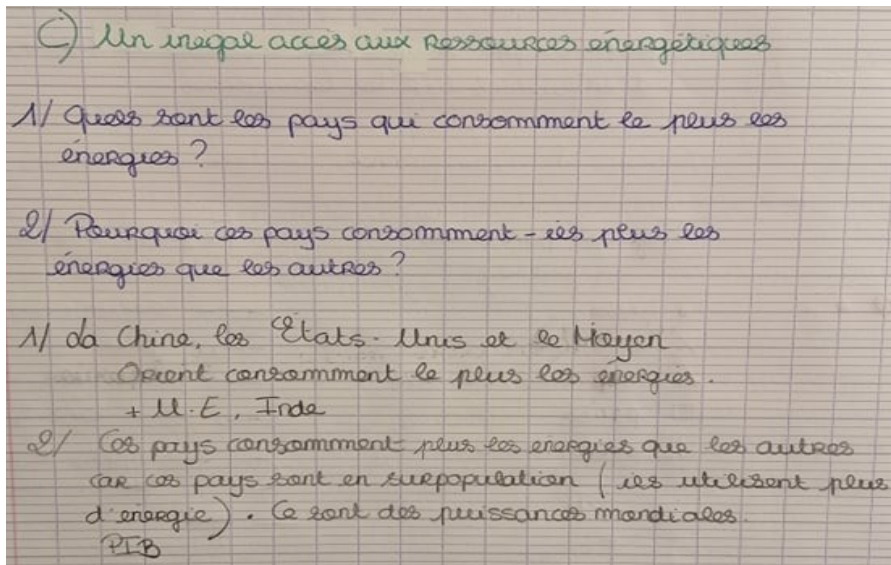 C) Un inegal accès aux ressources énergétiques
1/ Quels sont les pays qui consomment le plus les
énergies ?
2/ Pourquoi ces pays consomment-ils plus les
énergies que les autres ?
1/ La Chine, les États-Unis et le Moyen
Orient consomment le plus les énergies.
+ U.E, Inde
2/ Ces pays consomment plus les énergies que les autres
car ces pays sont en surpopulation (ils utilisent plus
d'énergie). Ce sont des puissances mondiales.
PIB